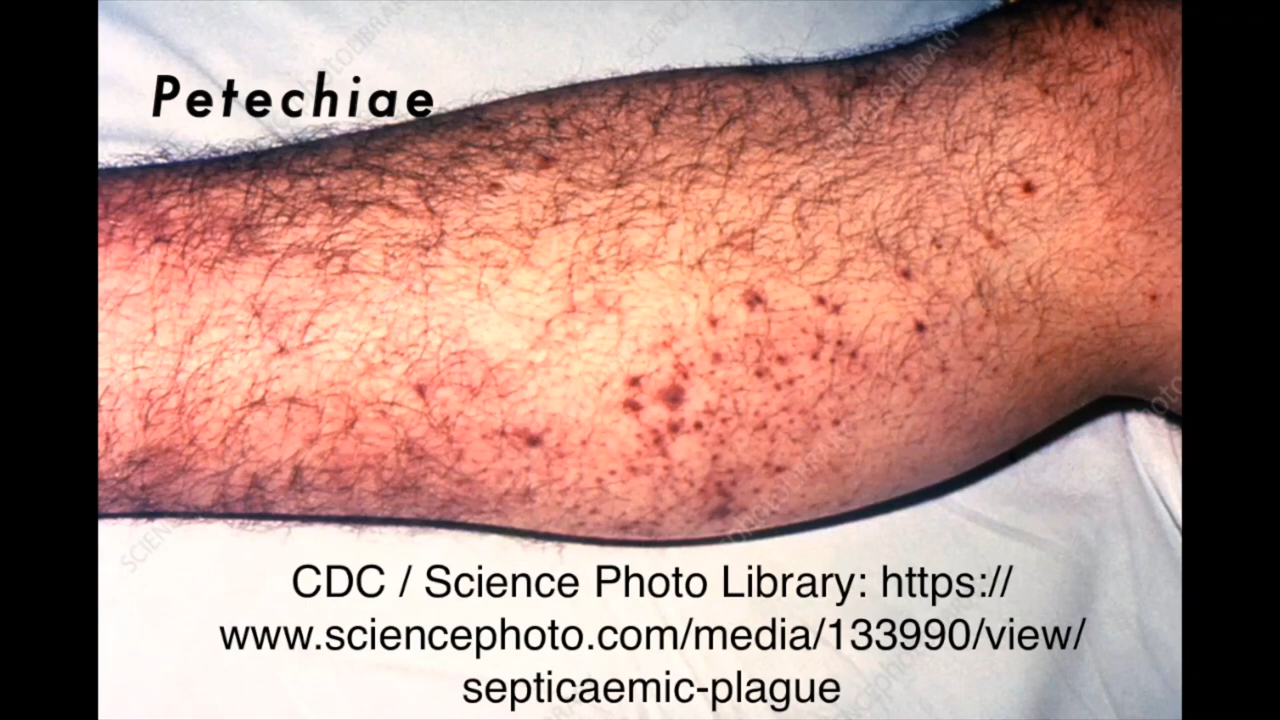 Petechiae
CDC / Science Photo Library: https://
www.sciencephoto.com/media/133990/view/
septicaemic-plague